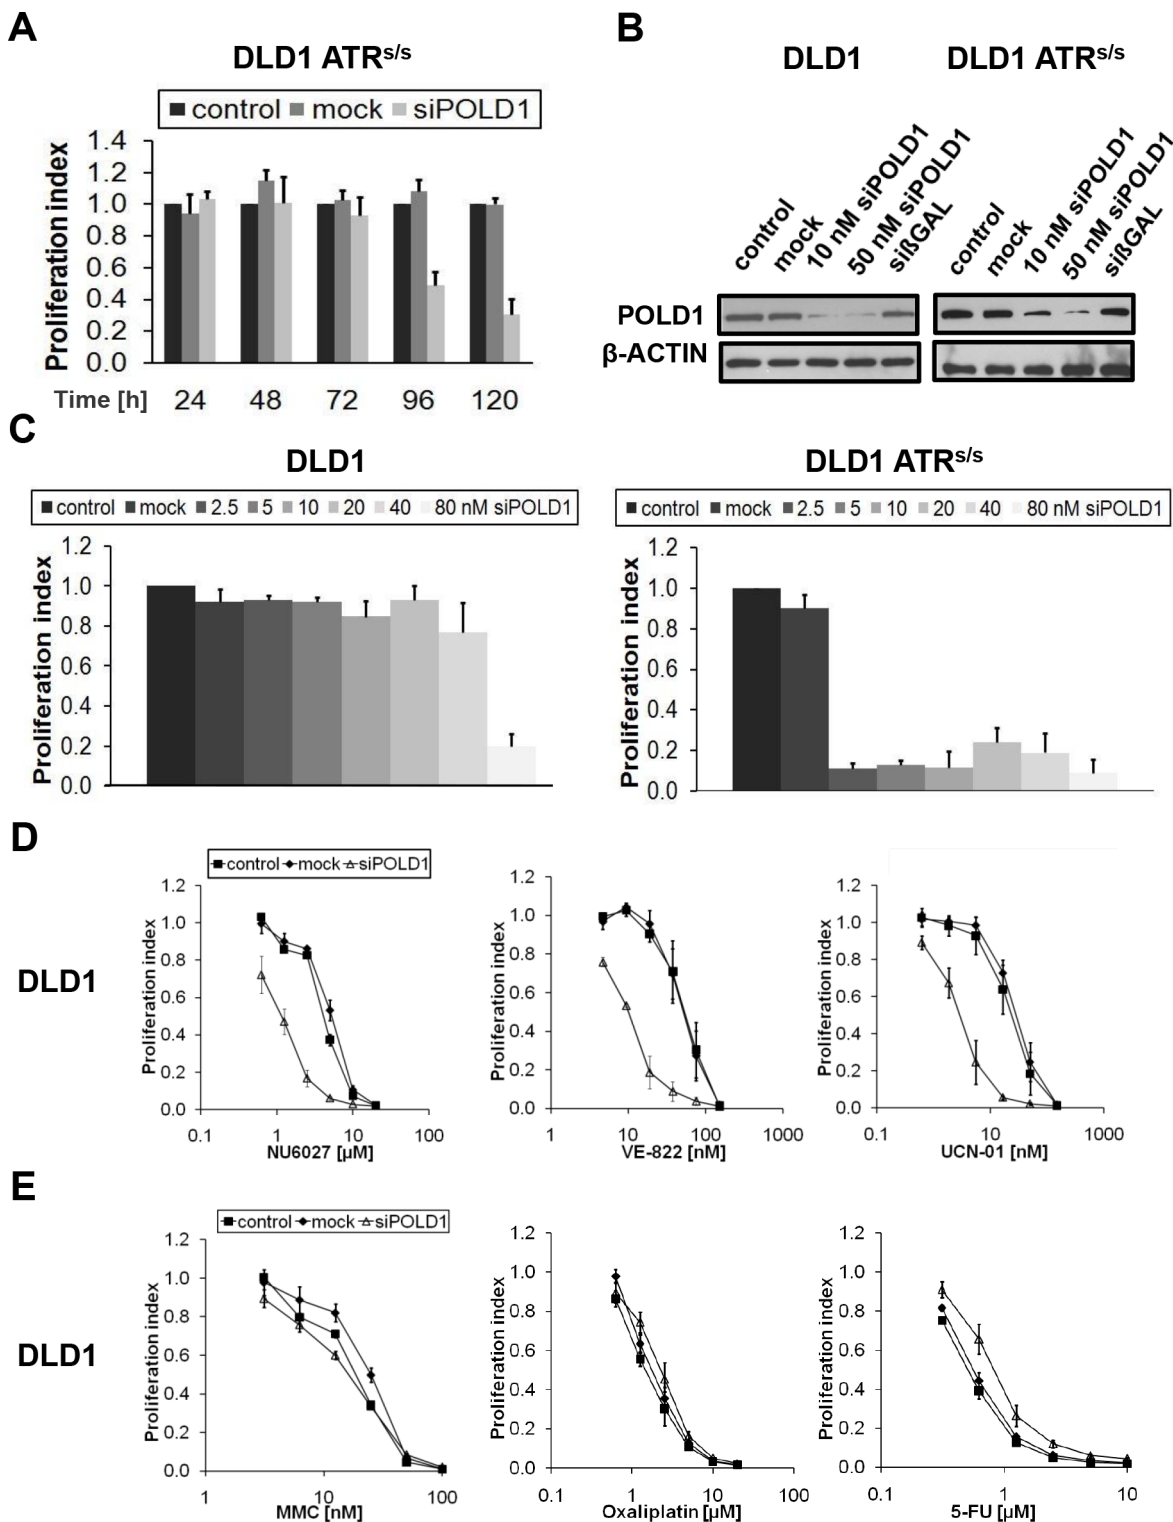 A
DLD1 ATRs/s
control mock siPOLD1
Proliferation index
1.4
1.2
1.0
0.8
0.6
0.4
0.2
0.0
Time [h] 24 48 72 96 120
B
DLD1 DLD1 ATRs/s
control mock 10 nM siPOLD1 50 nM siPOLD1 sißGAL control mock 10 nM siPOLD1 50 nM siPOLD1 sißGAL
POLD1
β-ACTIN
C
DLD1
control mock 2.5 5 10 20 40 80 nM siPOLD1
Proliferation index
1.2
1.0
0.8
0.6
0.4
0.2
0.0
DLD1 ATRs/s
control mock 2.5 5 10 20 40 80 nM siPOLD1
Proliferation index
1.2
1.0
0.8
0.6
0.4
0.2
0.0
D
DLD1
control mock siPOLD1
Proliferation index
1.2
1.0
0.8
0.6
0.4
0.2
0.0
0.1 1 10 100
NU6027 [µM]
Proliferation index
1.2
1.0
0.8
0.6
0.4
0.2
0.0
1 10 100 1000
VE-822 [nM]
Proliferation index
1.2
1.0
0.8
0.6
0.4
0.2
0.0
0.1 10 1000
UCN-01 [nM]
E
DLD1
control mock siPOLD1
Proliferation index
1.2
1.0
0.8
0.6
0.4
0.2
0.0
1 10 100
MMC [nM]
Proliferation index
1.2
1.0
0.8
0.6
0.4
0.2
0.0
0.1 1 10 100
Oxaliplatin [µM]
Proliferation index
1.2
1.0
0.8
0.6
0.4
0.2
0.0
0.1 1 10
5-FU [µM]